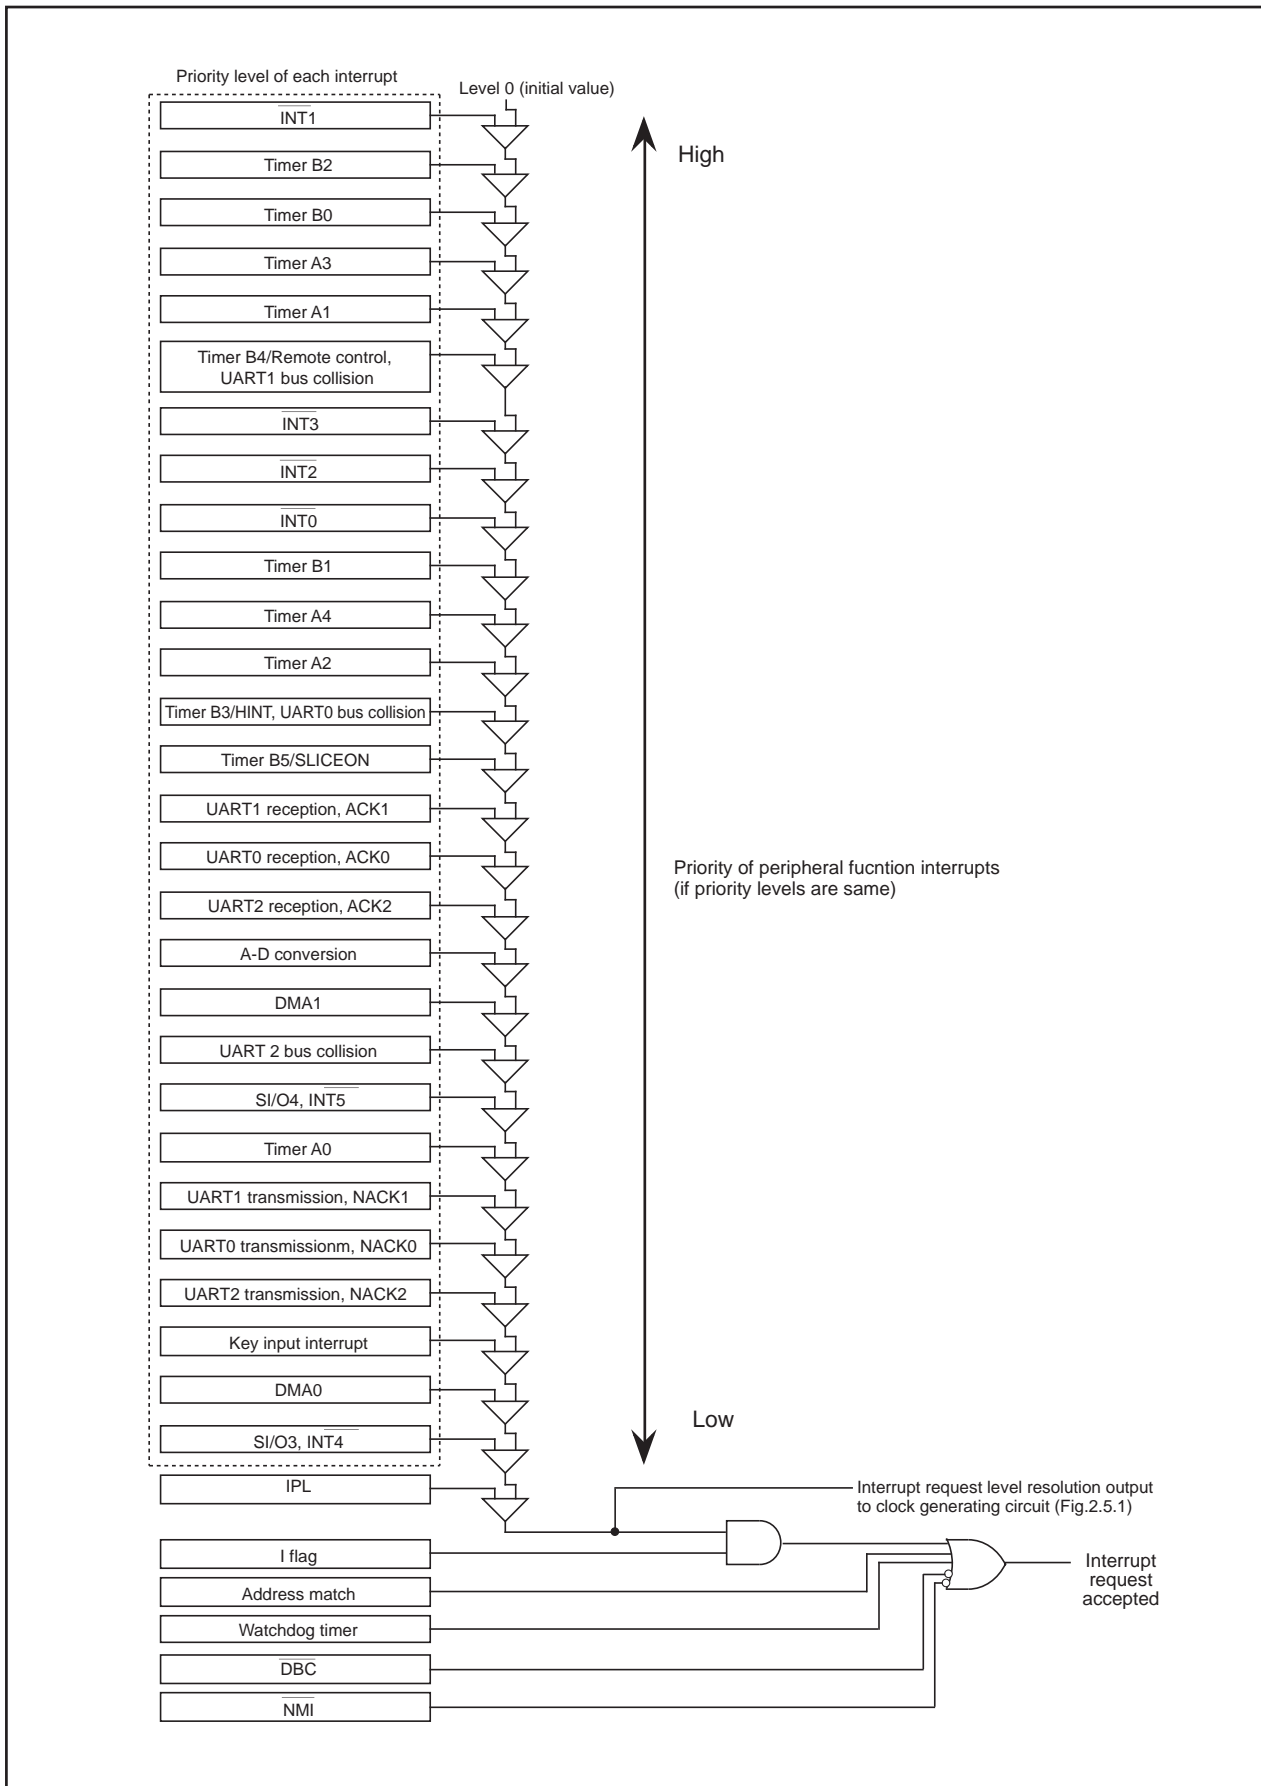 Priority level of each interrupt
Level 0 (initial value)
INT1
High
Timer B2
Timer B0
Timer A3
Timer A1
Timer B4/Remote control,
UART1 bus collision
INT3
INT2
INT0
Timer B1
Timer A4
Timer A2
Timer B3/HINT, UART0 bus collision
Timer B5/SLICEON
UART1 reception, ACK1
UART0 reception, ACK0
Priority of peripheral fucntion interrupts
(if priority levels are same)
UART2 reception, ACK2
A-D conversion
DMA1
UART 2 bus collision
SI/O4, INT5
Timer A0
UART1 transmission, NACK1
UART0 transmissionm, NACK0
UART2 transmission, NACK2
Key input interrupt
DMA0
Low
SI/O3, INT4
IPL
Interrupt request level resolution output
to clock generating circuit (Fig.2.5.1)
I flag
Interrupt
request
accepted
Address match
Watchdog timer
DBC
NMI